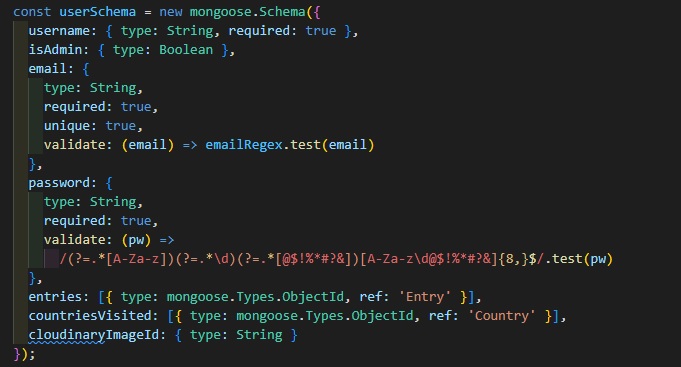 const userSchema = new mongoose.Schema({
  username: { type: String, required: true },
  isAdmin: { type: Boolean },
  email: {
    type: String,
    required: true,
    unique: true,
    validate: (email) => emailRegex.test(email)
  },
  password: {
    type: String,
    required: true,
    validate: (pw) =>
      /(?=.*[A-Za-z])(?=.*\d)(?=.*[@$!%*#?&])[A-Za-z\d@$!%*#?&]{8,}$/.test(pw)
  },
  entries: [{ type: mongoose.Types.ObjectId, ref: 'Entry' }],
  countriesVisited: [{ type: mongoose.Types.ObjectId, ref: 'Country' }],
  cloudinaryImageId: { type: String }
});